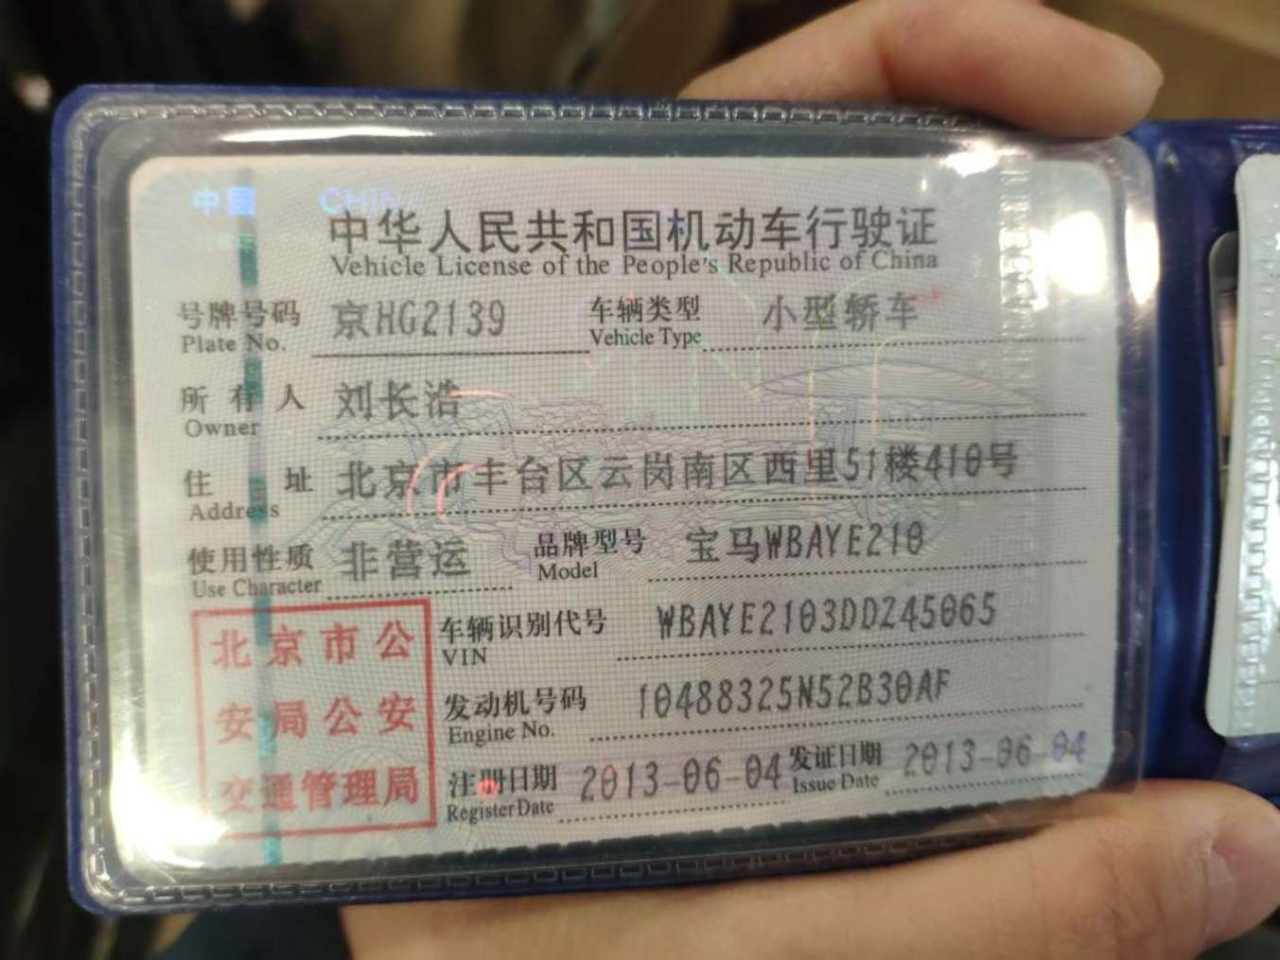 中国 CHINA
中华人民共和国机动车行驶证
Vehicle License of the People's Republic of China
号牌号码 京HG2139 车辆类型 小型轿车
Plate No. Vehicle Type
所有人 刘长浩
Owner
住址 北京市丰台区云岗南区西里51楼410号
Address
使用性质 非营运 品牌型号 宝马WBAYE210
Use Character Model
北京市公
安局公安
交通管理局
车辆识别代号 WBAYE2103DD245065
VIN
发动机号码 10488325N52B30AF
Engine No.
注册日期 2013-06-04 发证日期 2013-06-04
Register Date Issue Date